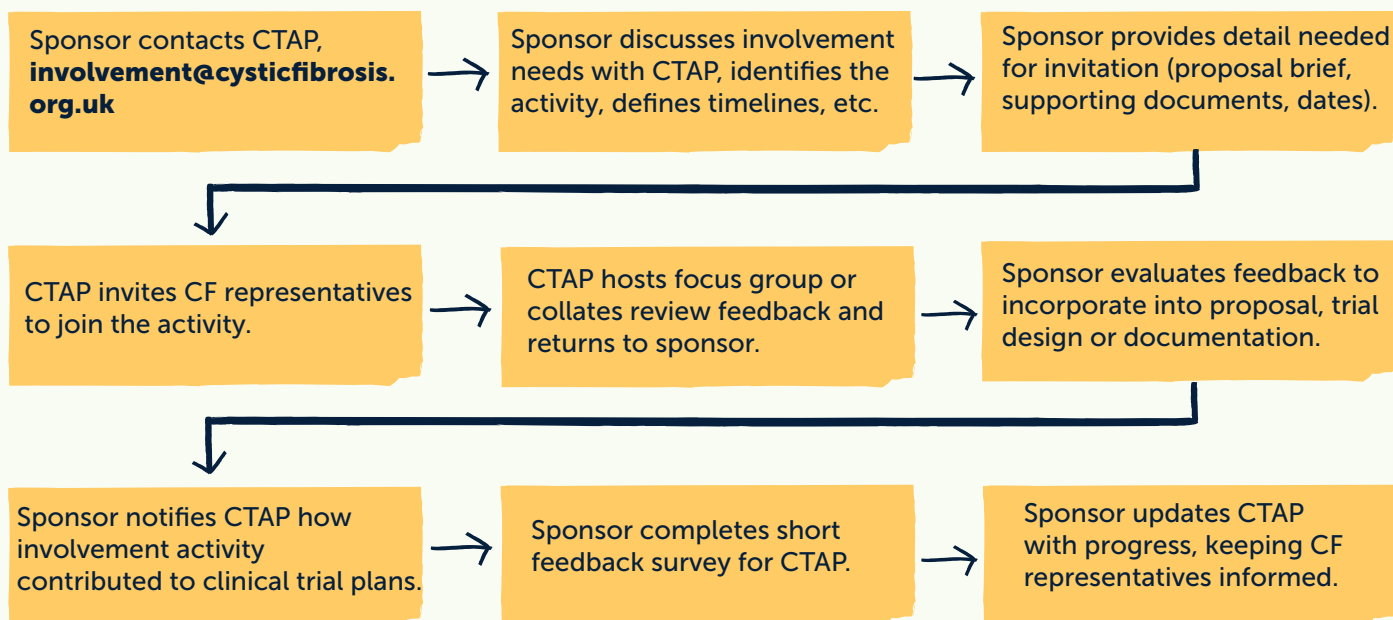 Sponsor contacts CTAP,
involvement@cysticfibrosis.
org.uk
Sponsor discusses involvement
needs with CTAP, identifies the
activity, defines timelines, etc.
Sponsor provides detail needed
for invitation (proposal brief,
supporting documents, dates).
CTAP invites CF representatives
to join the activity.
CTAP hosts focus group or
collates review feedback and
returns to sponsor.
Sponsor evaluates feedback to
incorporate into proposal, trial
design or documentation.
Sponsor notifies CTAP how
involvement activity
contributed to clinical trial plans.
Sponsor completes short
feedback survey for CTAP.
Sponsor updates CTAP
with progress, keeping CF
representatives informed.